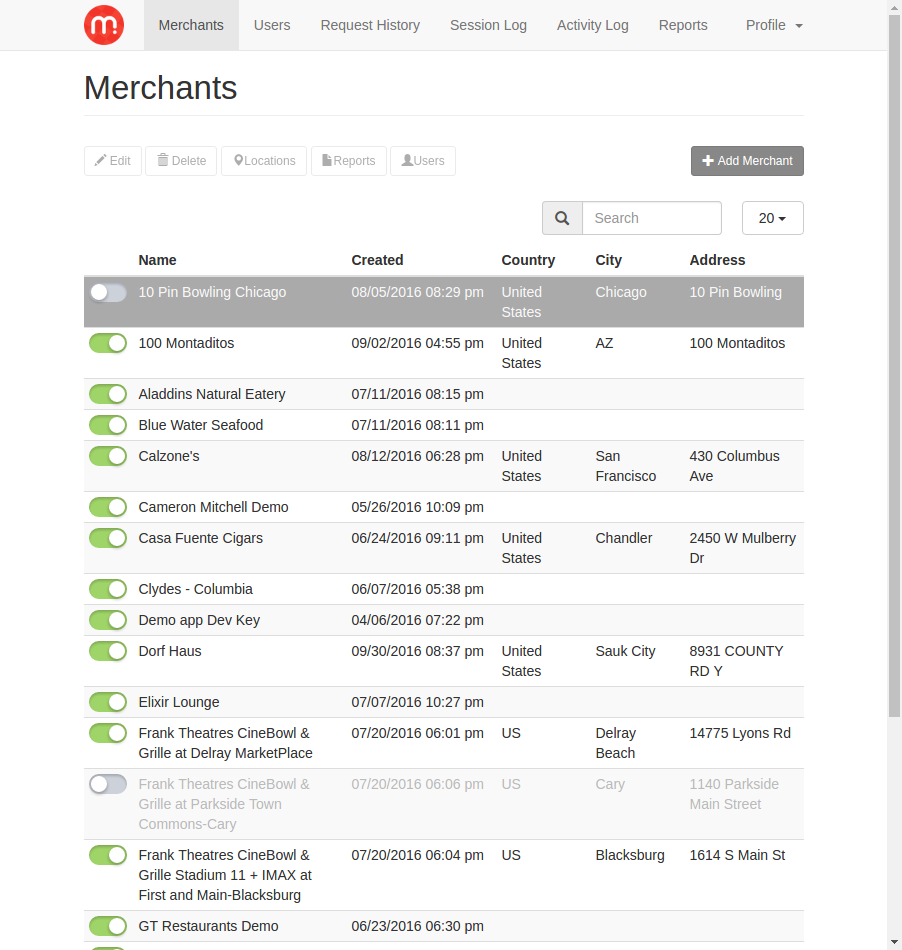 m Merchants Users Request History Session Log Activity Log Reports Profile
Merchants
Edit Delete Locations Reports Users Add Merchant
Search 20
Name Created Country City Address
10 Pin Bowling Chicago 08/05/2016 08:29 pm United Chicago 10 Pin Bowling
States
100 Montaditos 09/02/2016 04:55 pm United AZ 100 Montaditos
States
Aladdins Natural Eatery 07/11/2016 08:15 pm
Blue Water Seafood 07/11/2016 08:11 pm
Calzone's 08/12/2016 06:28 pm United San 430 Columbus
States Francisco Ave
Cameron Mitchell Demo 05/26/2016 10:09 pm
Casa Fuente Cigars 06/24/2016 09:11 pm United Chandler 2450 W Mulberry
States Dr
Clydes - Columbia 06/07/2016 05:38 pm
Demo app Dev Key 04/06/2016 07:22 pm
Dorf Haus 09/30/2016 08:37 pm United Sauk City 8931 COUNTY
States RD Y
Elixir Lounge 07/07/2016 10:27 pm
Frank Theatres CineBowl & 07/20/2016 06:01 pm US Delray 14775 Lyons Rd
Grille at Delray MarketPlace Beach
Frank Theatres CineBowl & 07/20/2016 06:06 pm US Cary 1140 Parkside
Grille at Parkside Town Main Street
Commons-Cary
Frank Theatres CineBowl & 07/20/2016 06:04 pm US Blacksburg 1614 S Main St
Grille Stadium 11 + IMAX at
First and Main-Blacksburg
GT Restaurants Demo 06/23/2016 06:30 pm